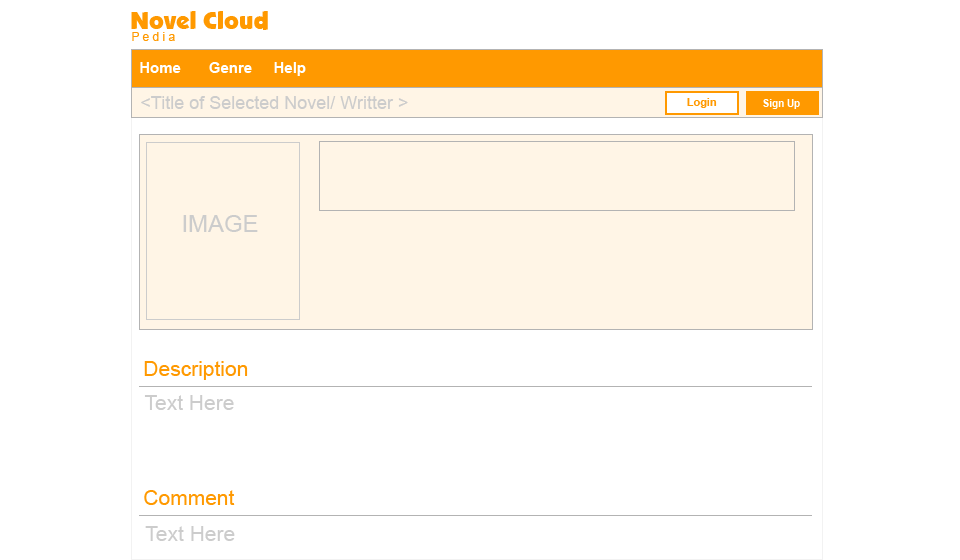 Novel Cloud
Pedia
Home Genre Help
<Title of Selected Novel/ Writter >
Login Sign Up
IMAGE
Description
Text Here
Comment
Text Here